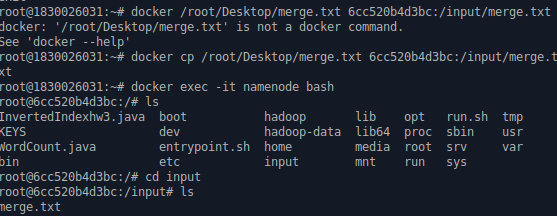 root@1830026031:~# docker /root/Desktop/merge.txt 6cc520b4d3bc:/input/merge.txt
docker: '/root/Desktop/merge.txt' is not a docker command.
See 'docker --help'
root@1830026031:~# docker cp /root/Desktop/merge.txt 6cc520b4d3bc:/input/merge.t
xt
root@1830026031:~# docker exec -it namenode bash
root@6cc520b4d3bc:/# ls
InvertedIndexhw3.java boot hadoop lib opt run.sh tmp
KEYS dev hadoop-data lib64 proc sbin usr
WordCount.java entrypoint.sh home media root srv var
bin etc input mnt run sys
root@6cc520b4d3bc:/# cd input
root@6cc520b4d3bc:/input# ls
merge.txt